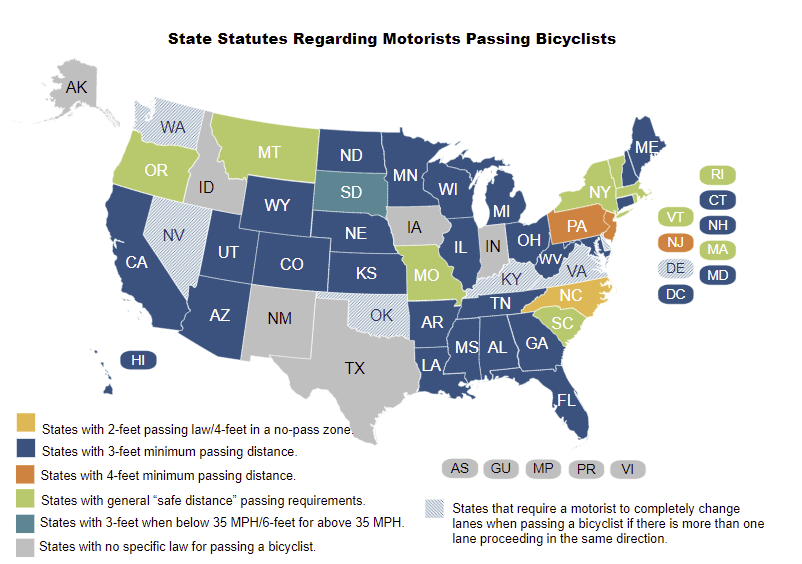 State Statutes Regarding Motorists Passing Bicyclists
AK
WA
MT
ND
MN
ME
OR
ID
SD
WI
MI
NY
RI
CT
WY
IA
PA
VT
NH
NV
NE
IL
IN
OH
NJ
MA
UT
CO
KS
MO
KY
WV
VA
DE
MD
CA
DC
AZ
NM
OK
AR
TN
NC
SC
TX
LA
MS
AL
GA
FL
HI
States with 2-feet passing law/4-feet in a no-pass zone.
States with 3-feet minimum passing distance.
States with 4-feet minimum passing distance.
States with general “safe distance” passing requirements.
States with 3-feet when below 35 MPH/6-feet for above 35 MPH.
States with no specific law for passing a bicyclist.
AS GU MP PR VI
States that require a motorist to completely change
lanes when passing a bicyclist if there is more than one
lane proceeding in the same direction.